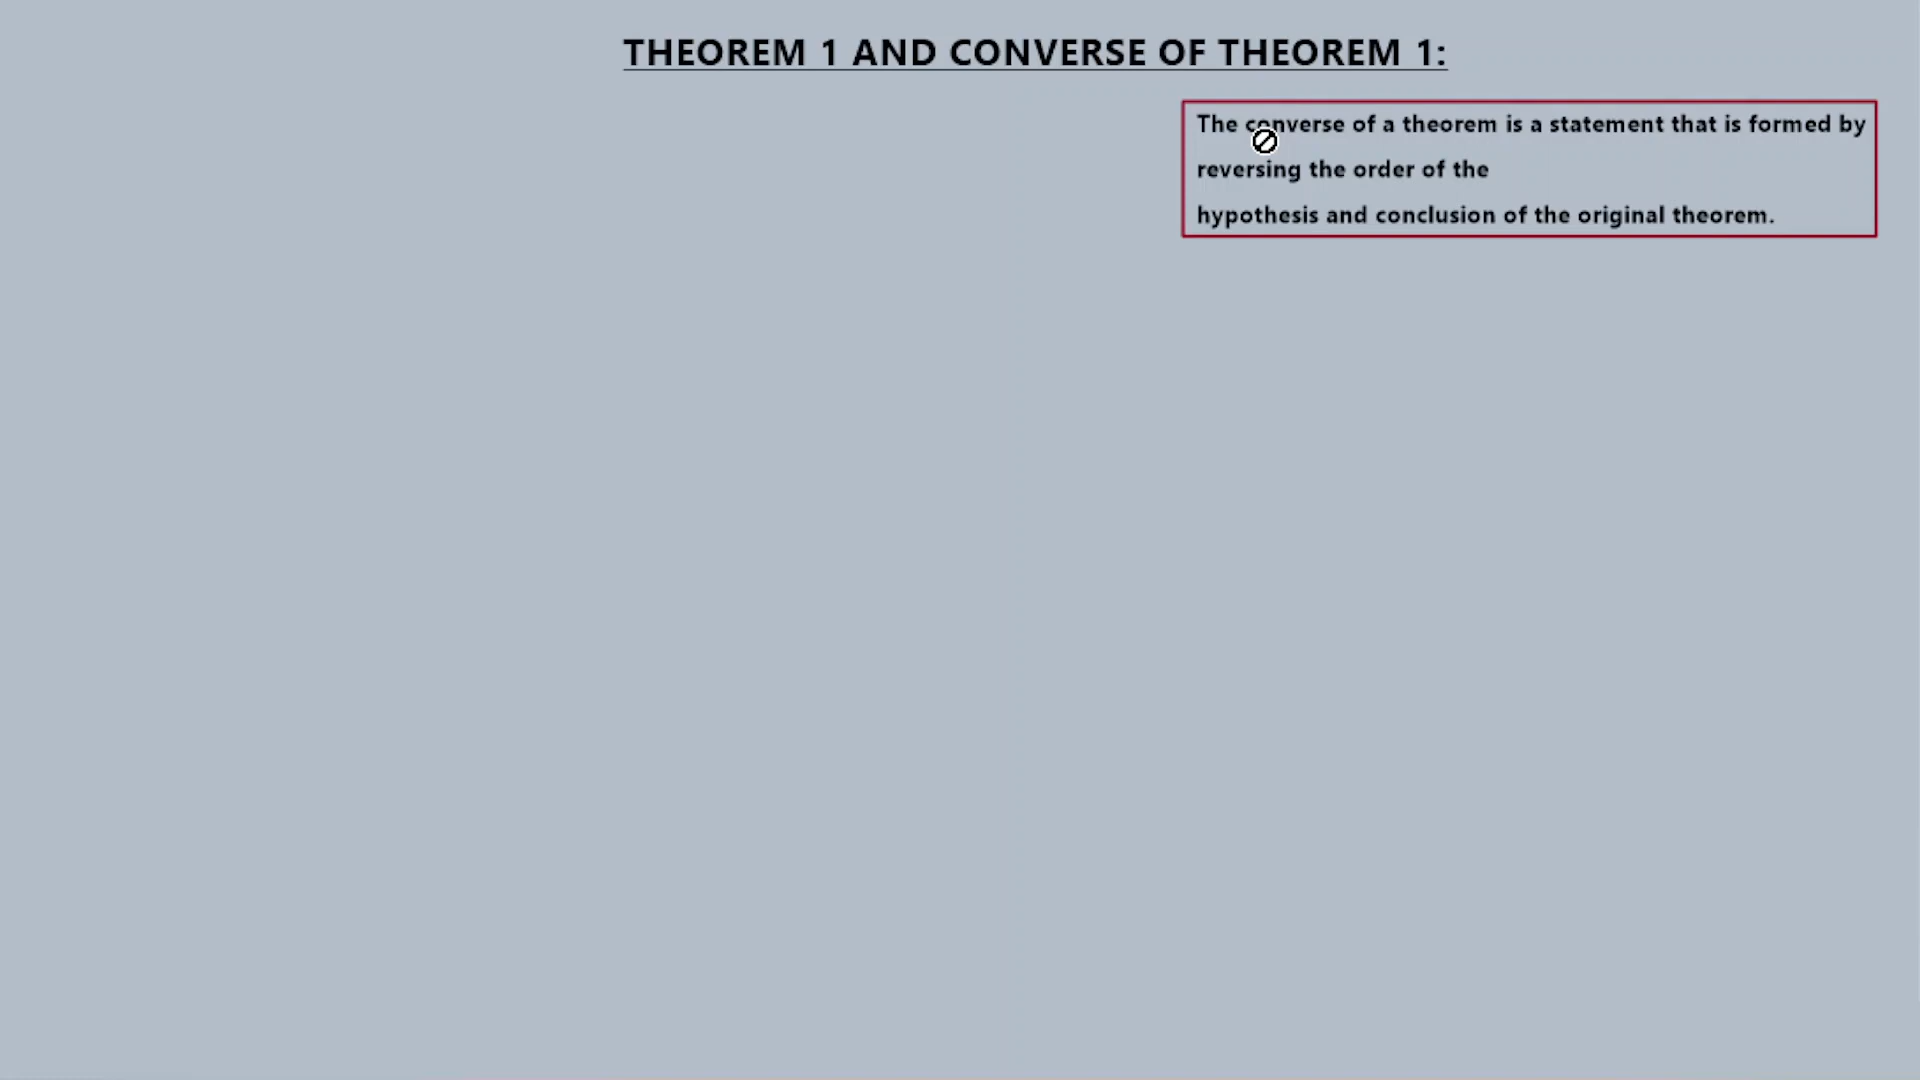 THEOREM 1 AND CONVERSE OF THEOREM 1:
The converse of a theorem is a statement that is formed by
reversing the order of the
hypothesis and conclusion of the original theorem.